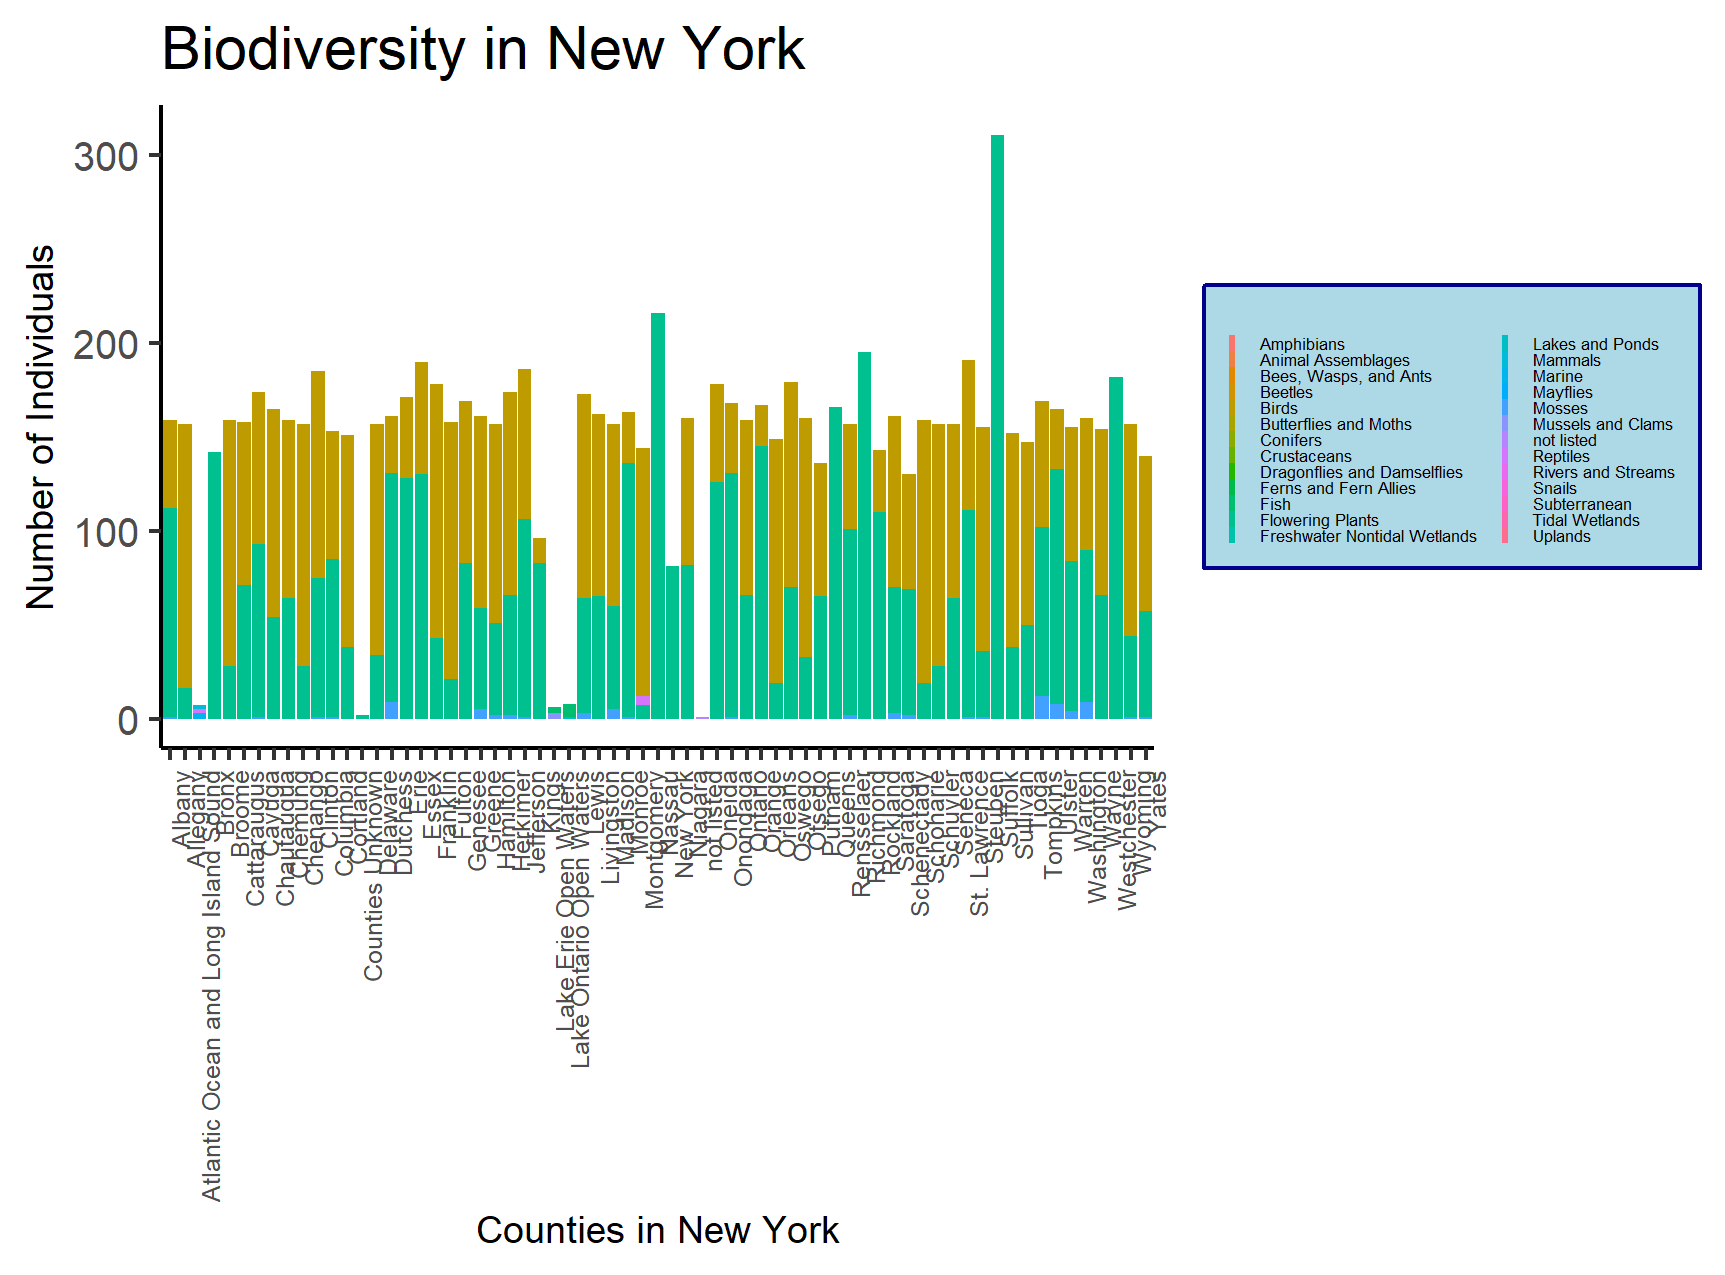 Biodiversity in New York
Number of Individuals
300
200
100
0
Albany
Allegany
Atlantic Ocean and Long Island Sound
Bronx
Broome
Cattaraugus
Cayuga
Chautauqua
Chemung
Chenango
Clinton
Columbia
Cortland
Counties Unknown
Delaware
Dutchess
Erie
Essex
Franklin
Fulton
Genesee
Greene
Hamilton
Herkimer
Jefferson
Kings
Lake Erie Open Waters
Lake Ontario Open Waters
Lewis
Livingston
Madison
Monroe
Montgomery
Nassau
New York
Niagara
not listed
Oneida
Onondaga
Ontario
Orange
Orleans
Oswego
Otsego
Putnam
Queens
Rensselaer
Richmond
Rockland
Saratoga
Schenectady
Schoharie
Schuyler
Seneca
St. Lawrence
Steuben
Suffolk
Sullivan
Tioga
Tompkins
Ulster
Warren
Washington
Wayne
Westchester
Wyoming
Yates
Counties in New York
Amphibians
Animal Assemblages
Bees, Wasps, and Ants
Beetles
Birds
Butterflies and Moths
Conifers
Crustaceans
Dragonflies and Damselflies
Ferns and Fern Allies
Fish
Flowering Plants
Freshwater Nontidal Wetlands
Lakes and Ponds
Mammals
Marine
Mayflies
Mosses
Mussels and Clams
not listed
Reptiles
Rivers and Streams
Snails
Subterranean
Tidal Wetlands
Uplands